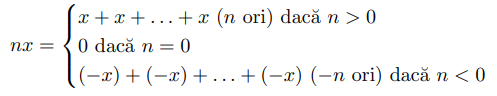 x + x + . . . + x (n ori) dacă n > 0
nx = { 0 dacă n = 0
(−x) + (−x) + . . . + (−x) (−n ori) dacă n < 0